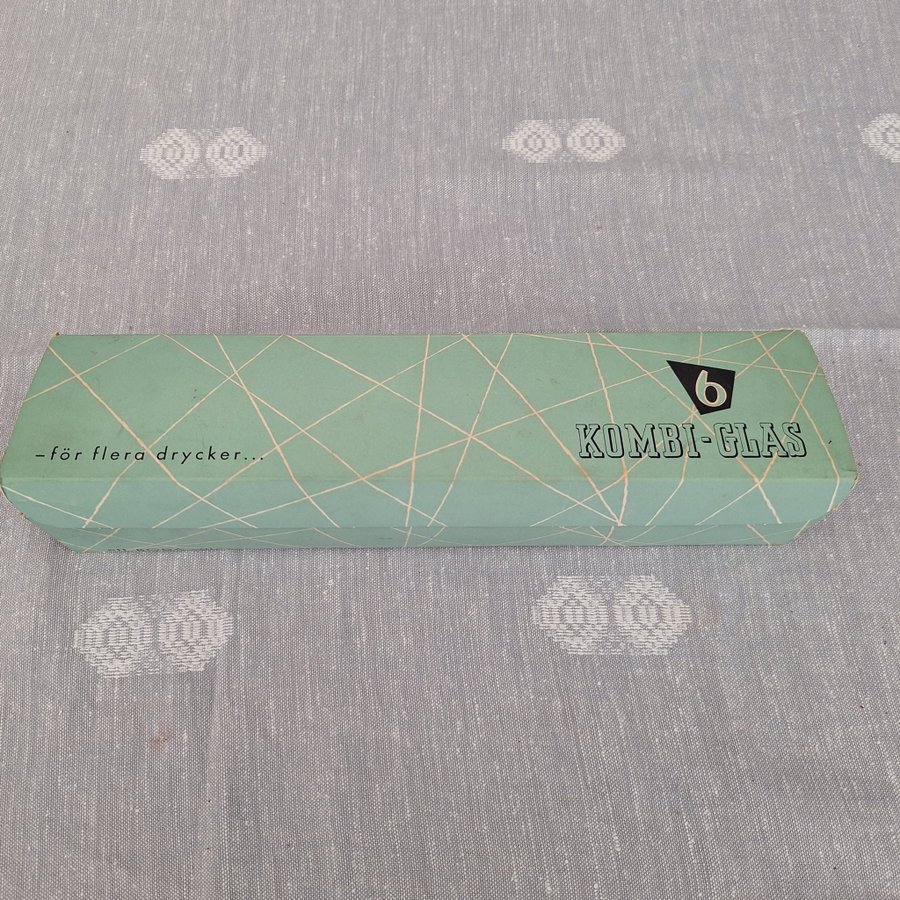 6
KOMBI-GLAS
–för flera drycker...